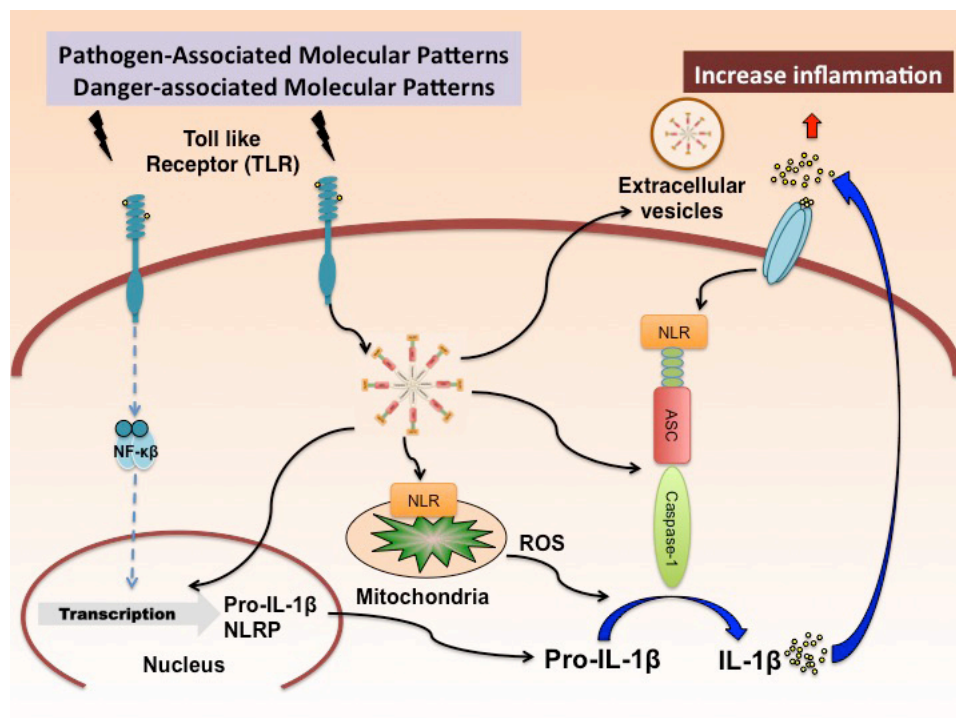 Pathogen-Associated Molecular Patterns
Danger-associated Molecular Patterns
Increase inflammation
Toll like
Receptor (TLR)
Extracellular
vesicles
NLR
ASC
Caspase-1
NF-κβ
NLR
ROS
Mitochondria
Transcription
Pro-IL-1β
NLRP
Nucleus
Pro-IL-1β
IL-1β